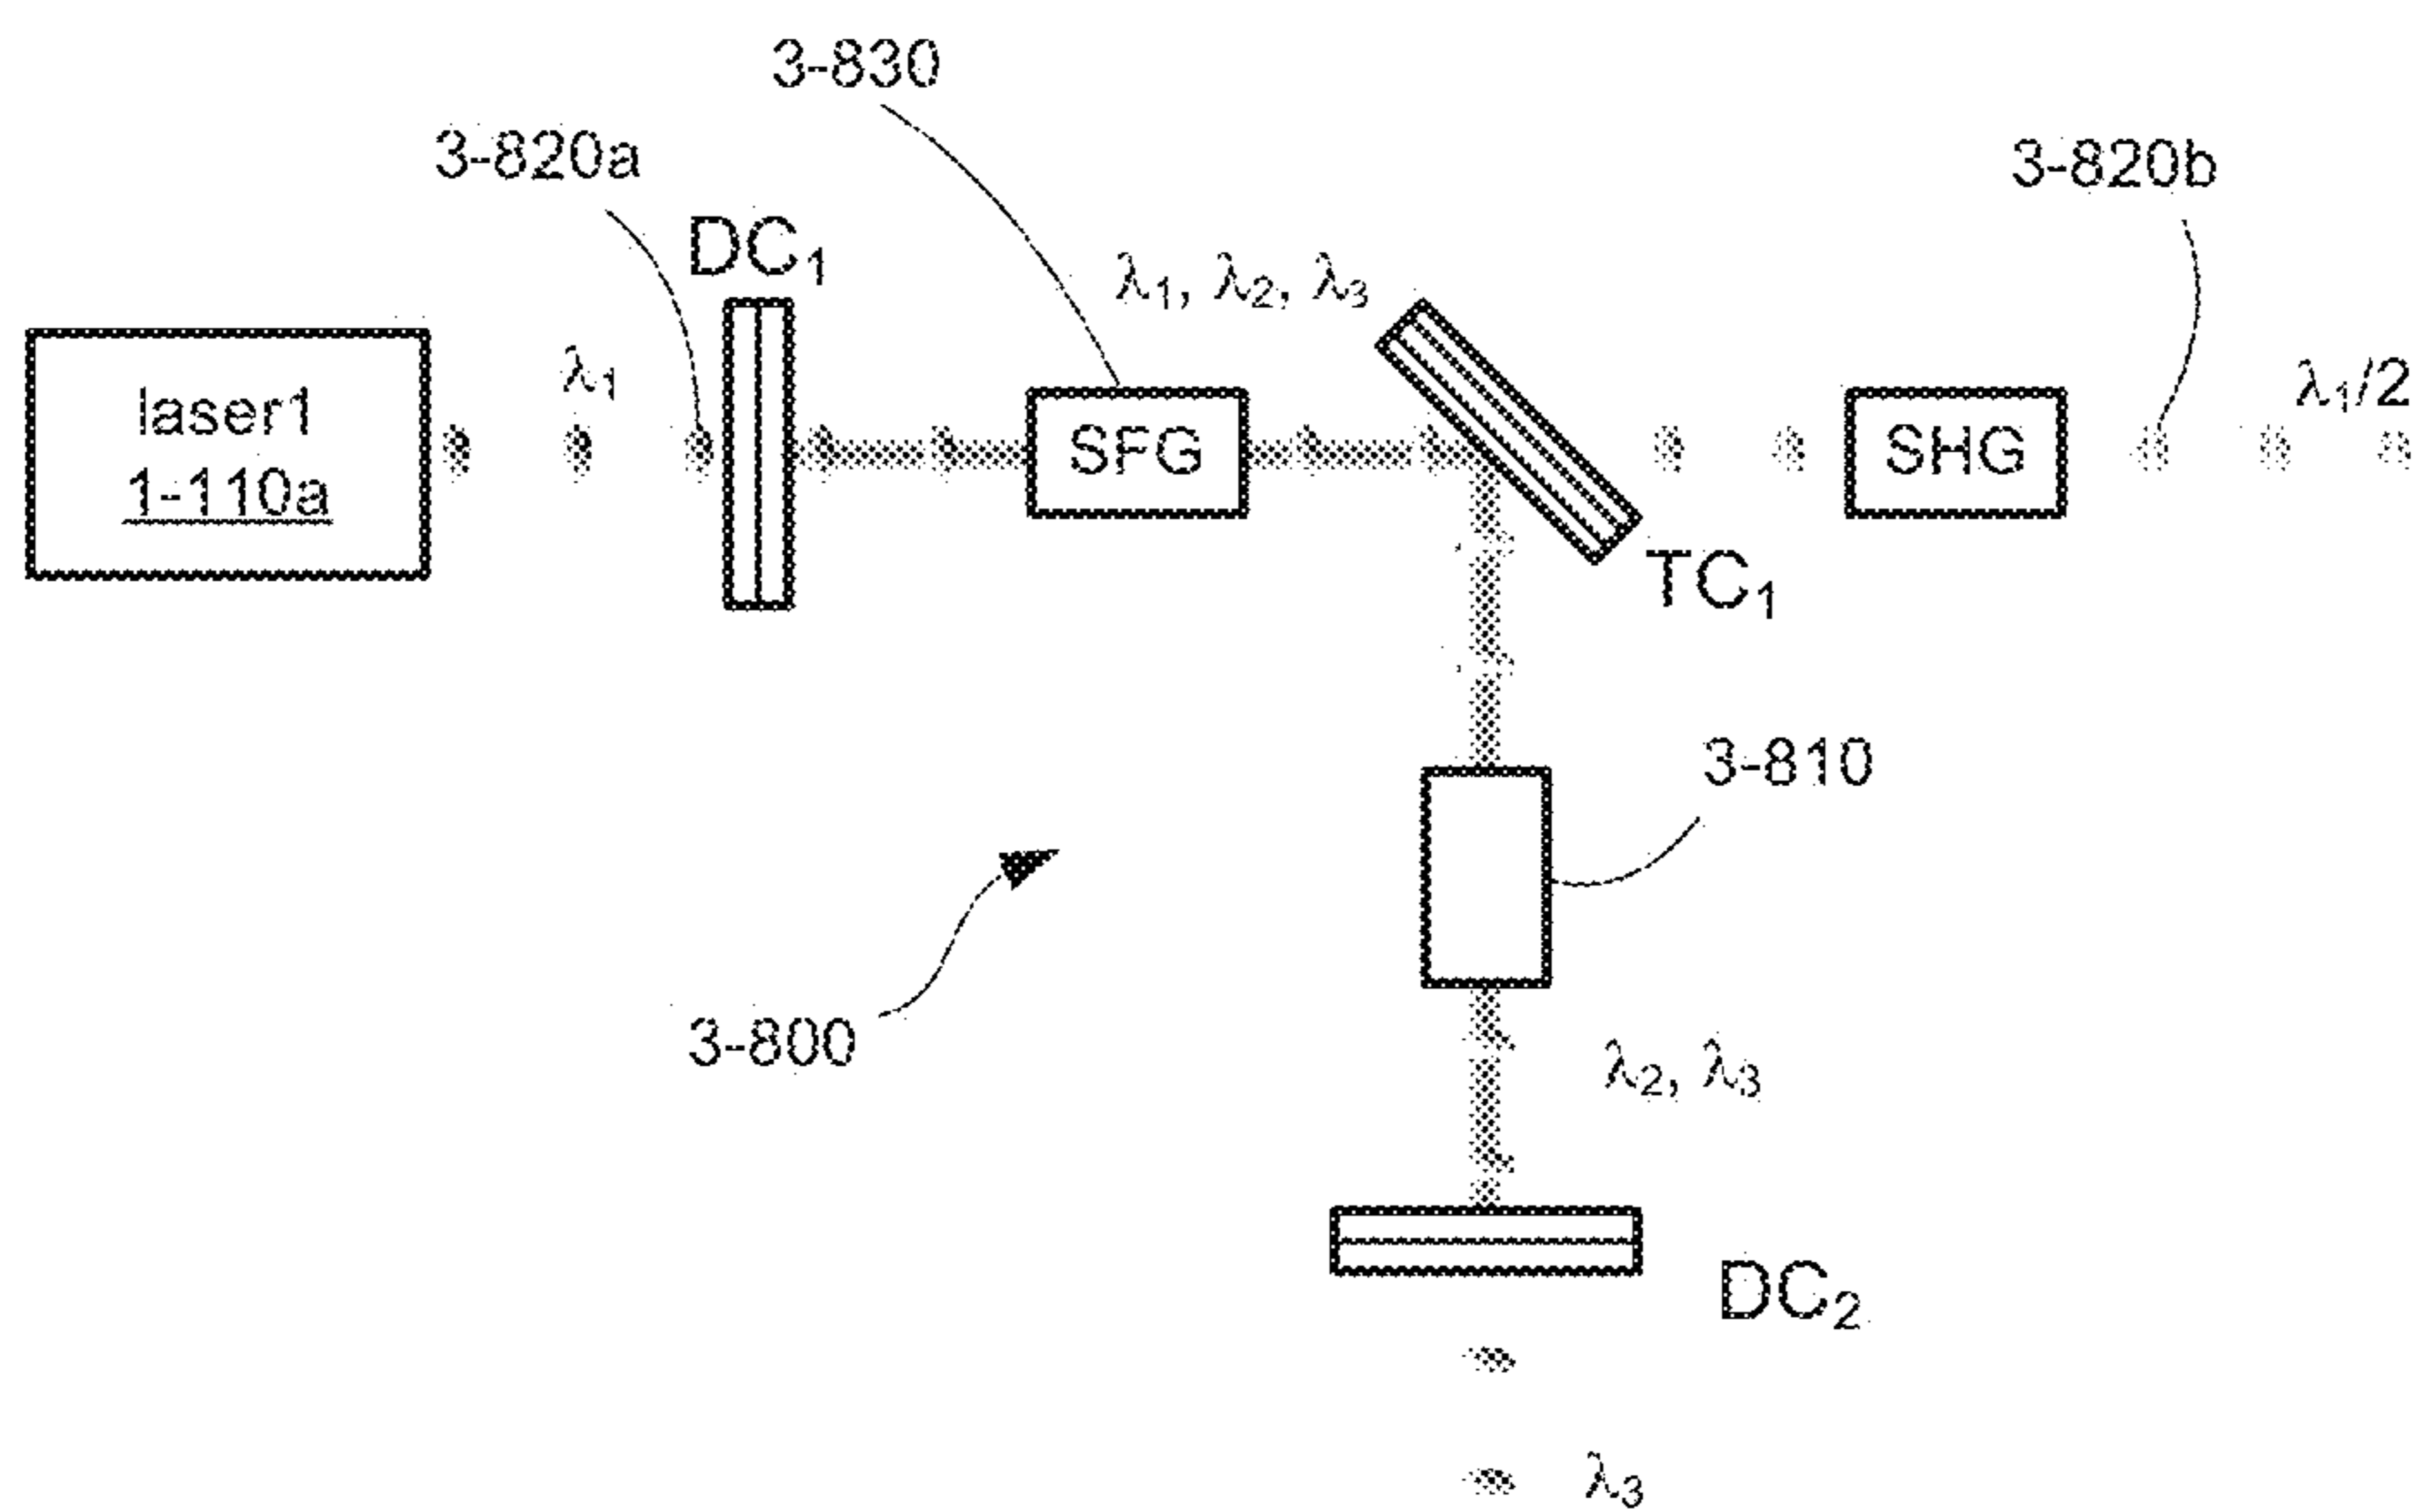 3-830
3-820a
3-820b
DC₁
λ₁, λ₂, λ₃
λ₁
λ₁/2
laser1
1-110a
SFG
SHG
TC₁
3-810
3-800
λ₂, λ₃
DC₂
λ₃